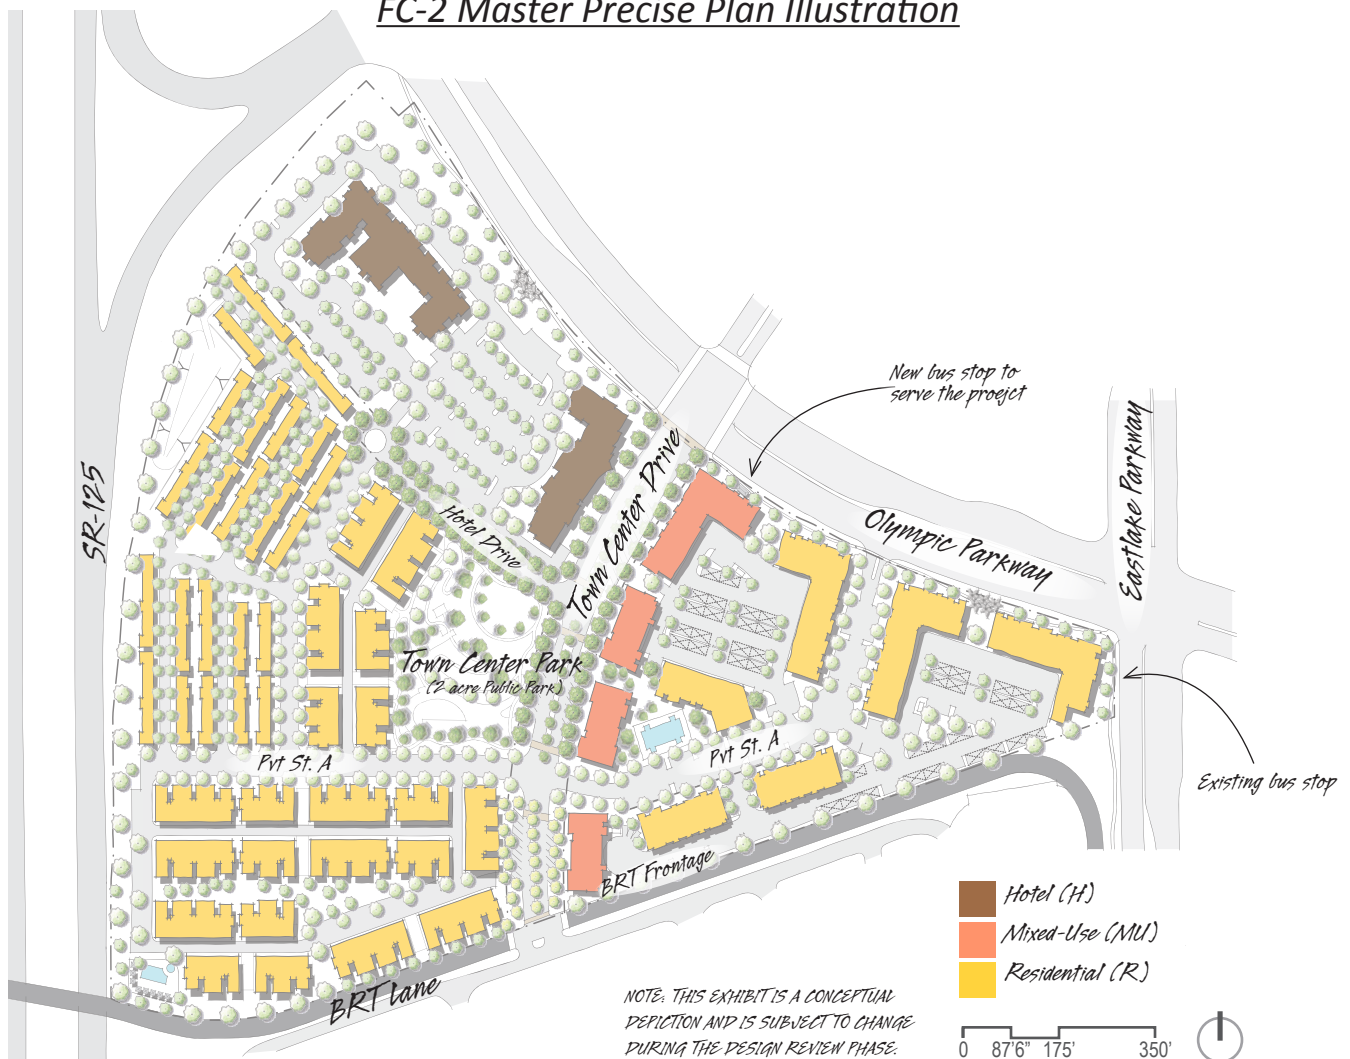 FC-2 Master Precise Plan Illustration
New bus stop to
serve the proejct
SR-125
Hotel Drive
Town Center Drive
Olympic Parkway
Eastlake Parkway
Town Center Park
(2 acre Public Park)
Pvt St. A
Pvt St. A
Existing bus stop
BRT Frontage
BRT Lane
Hotel (H)
Mixed-Use (MU)
Residential (R)
NOTE: THIS EXHIBIT IS A CONCEPTUAL
DEPICTION AND IS SUBJECT TO CHANGE
DURING THE DESIGN REVIEW PHASE.
0 87'6" 175' 350'